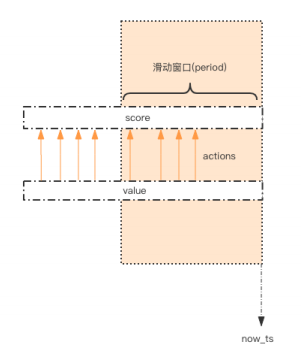 滑动窗口(period)
score
actions
value
now_ts